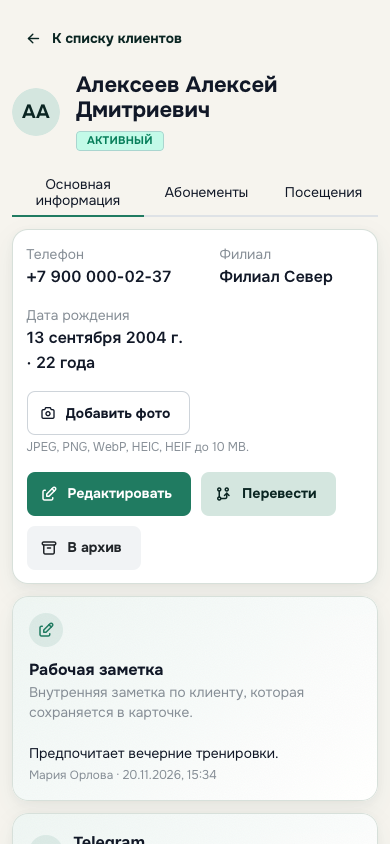 К списку клиентов
АА
Алексеев Алексей
Дмитриевич
АКТИВНЫЙ
Основная
информация
Абонементы
Посещения
Телефон
Филиал
+7 900 000-02-37
Филиал Север
Дата рождения
13 сентября 2004 г.
· 22 года
Добавить фото
JPEG, PNG, WebP, HEIC, HEIF до 10 МВ.
Редактировать
Перевести
В архив
Рабочая заметка
Внутренняя заметка по клиенту, которая
сохраняется в карточке.
Предпочитает вечерние тренировки.
Мария Орлова · 20.11.2026, 15:34
Telegram